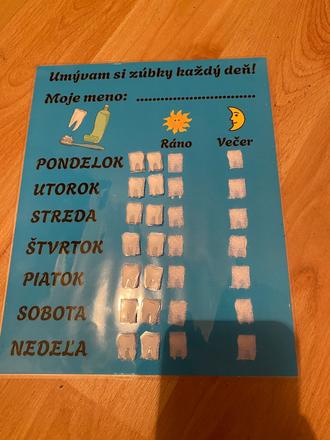 Umývam si zúbky každý deň!
Moje meno: ..............................
Ráno Večer
PONDELOK
UTOROK
STREDA
ŠTVRTOK
PIATOK
SOBOTA
NEDEĽA